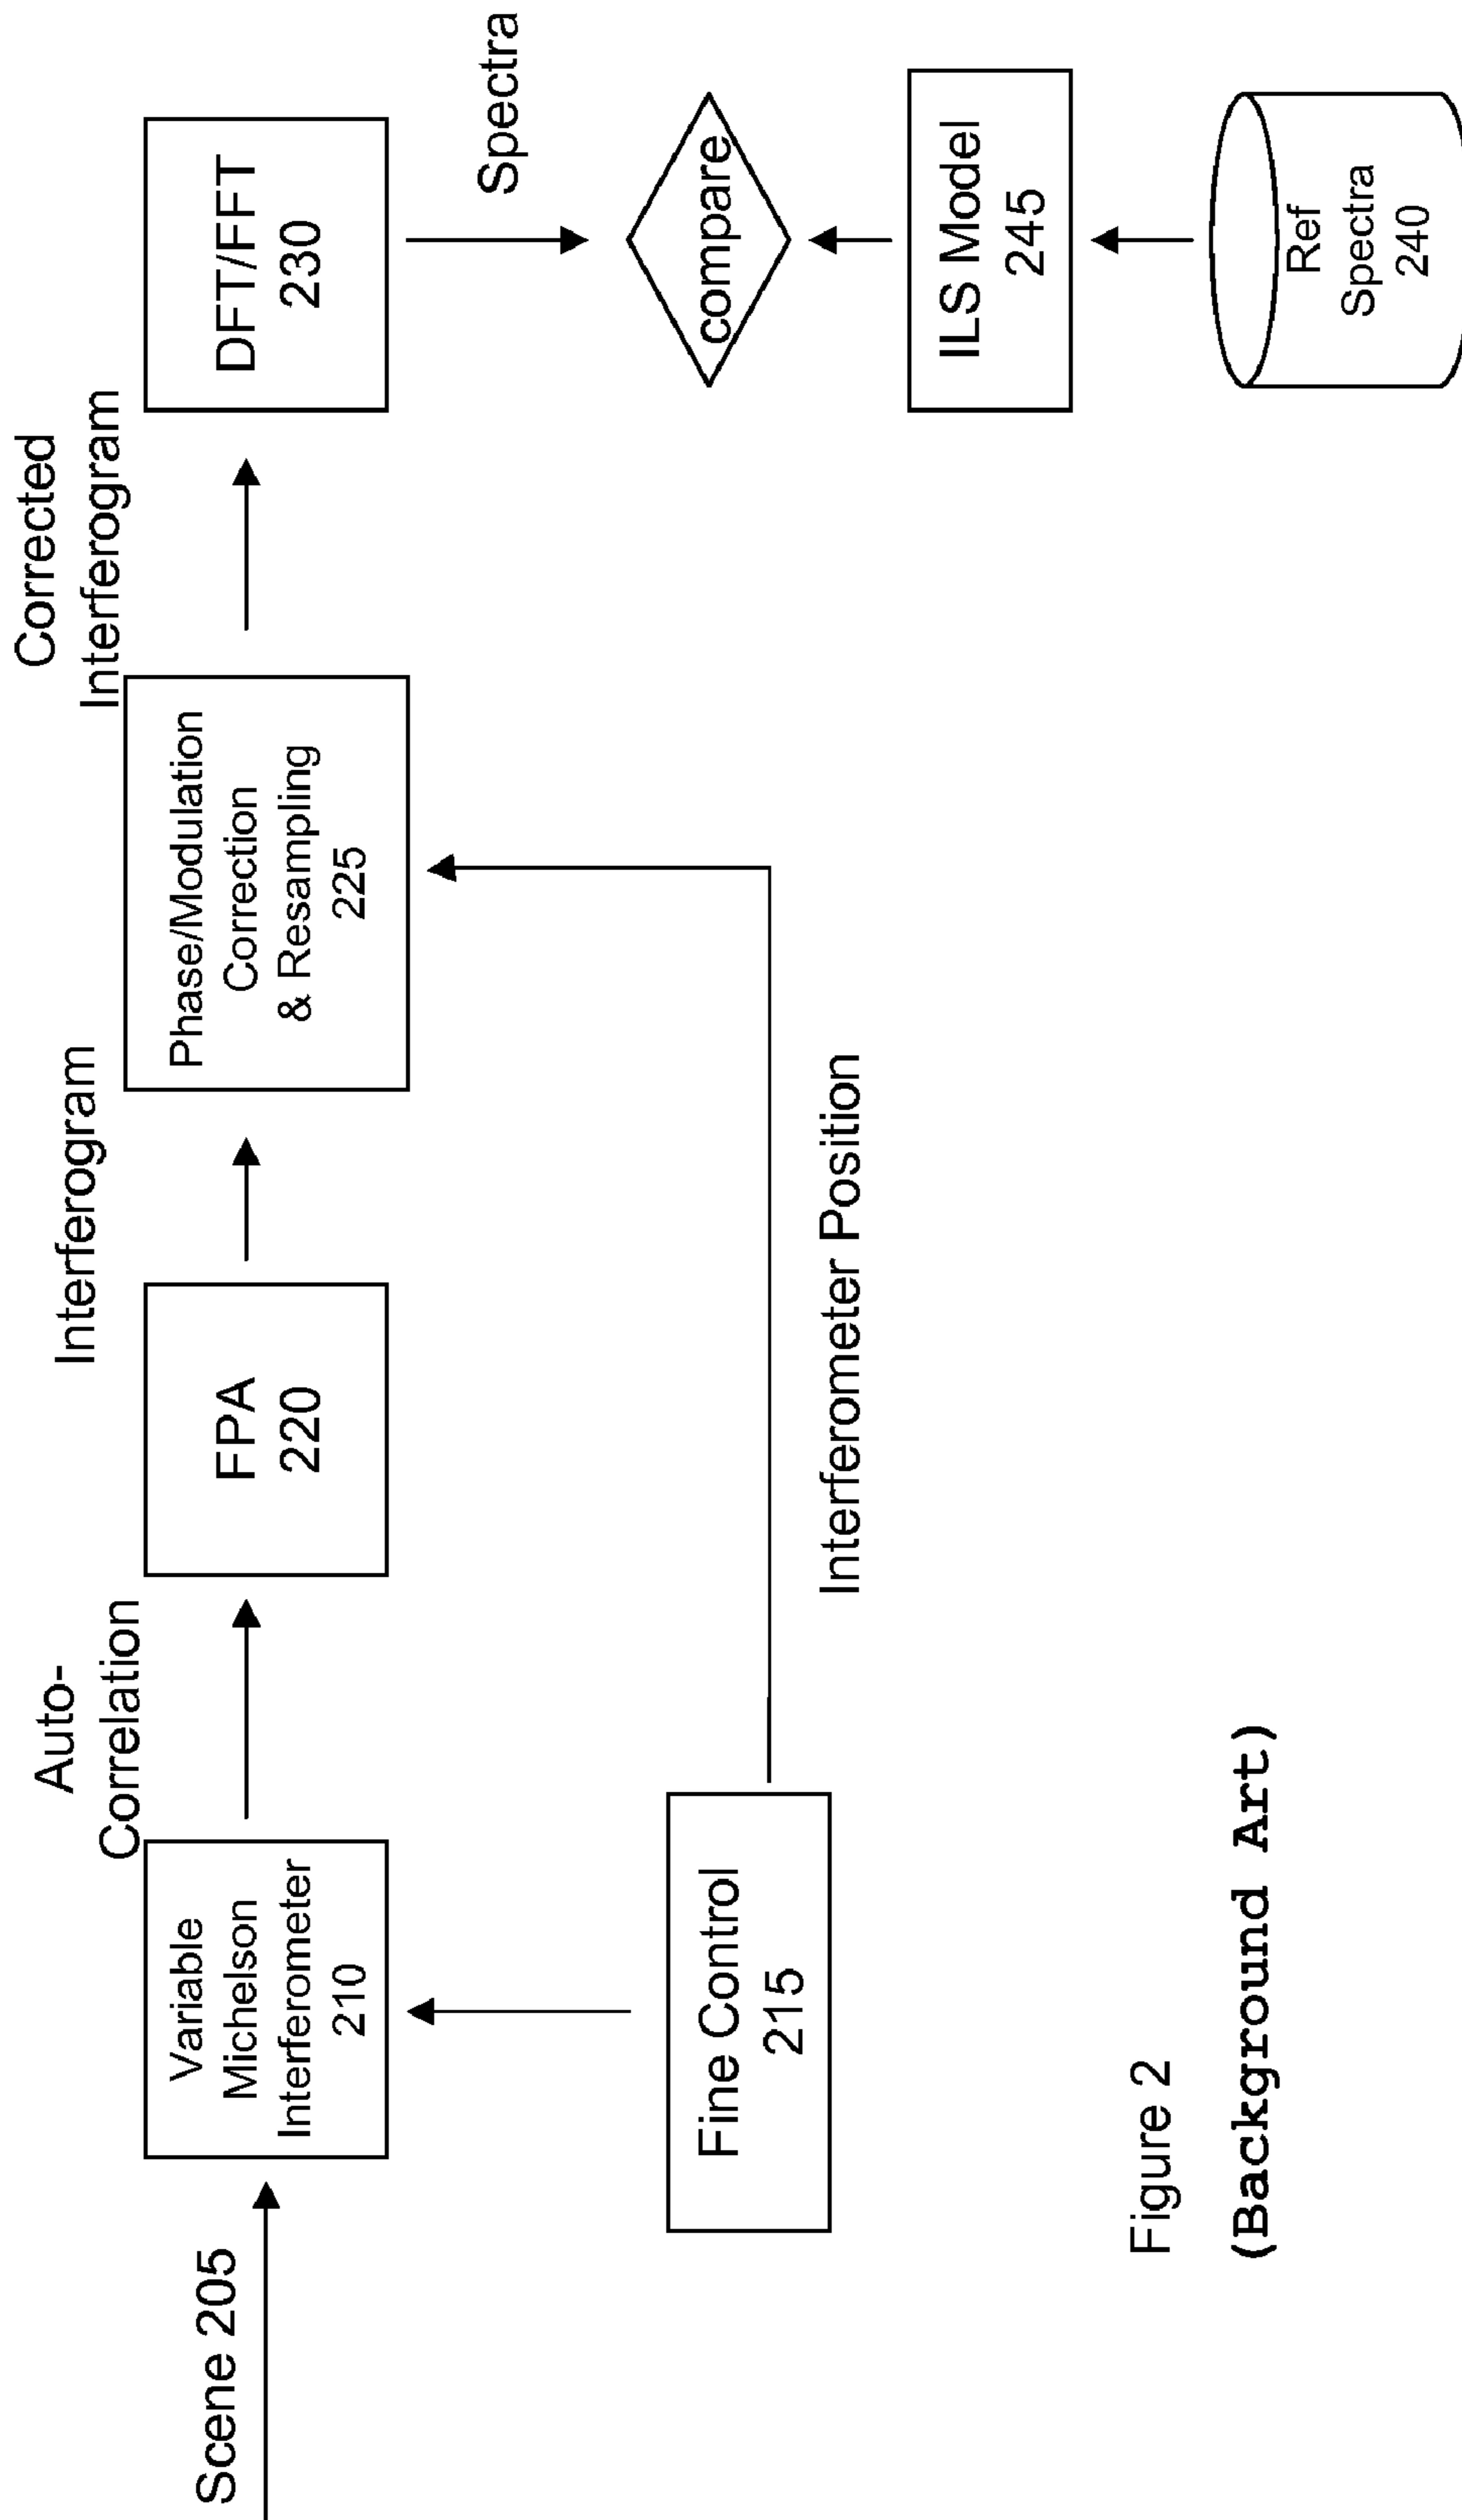 Scene 205
Variable
Michelson
Interferometer
210
Auto-
Correlation
FPA
220
Interferogram
Phase/Modulation
Correction
& Resampling
225
Corrected
Interferogram
DFT/FFT
230
Spectra
compare
ILS Model
245
Ref
Spectra
240
Fine Control
215
Interferometer Position
Figure 2
(Background Art)